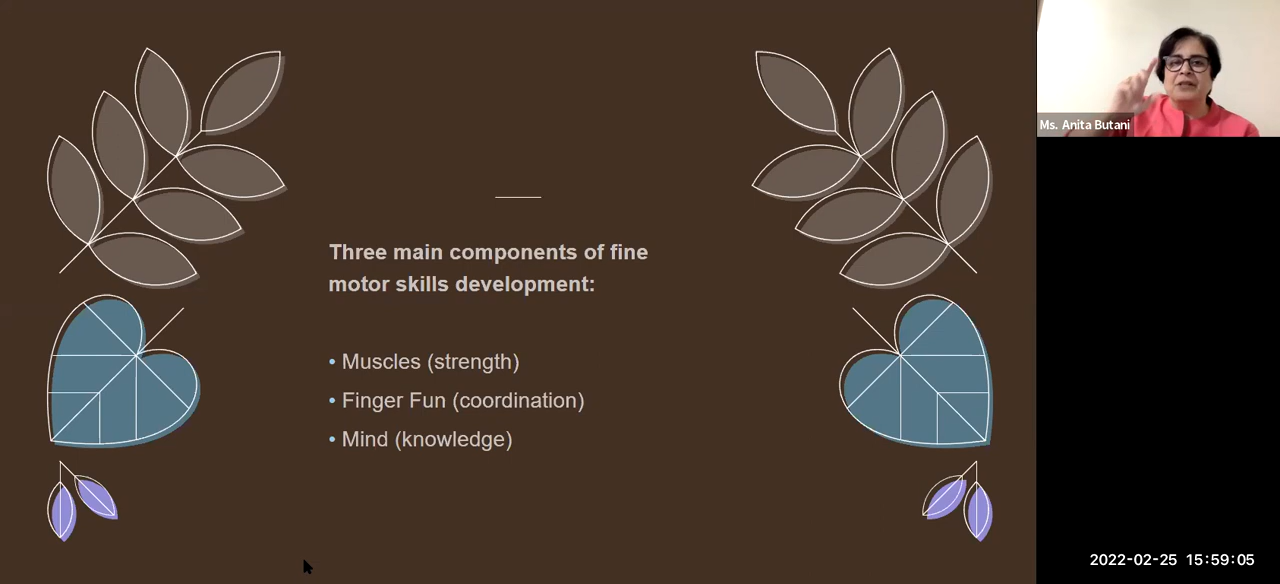 Three main components of fine
motor skills development:
• Muscles (strength)
• Finger Fun (coordination)
• Mind (knowledge)
Ms. Anita Butani
2022-02-25 15:59:05